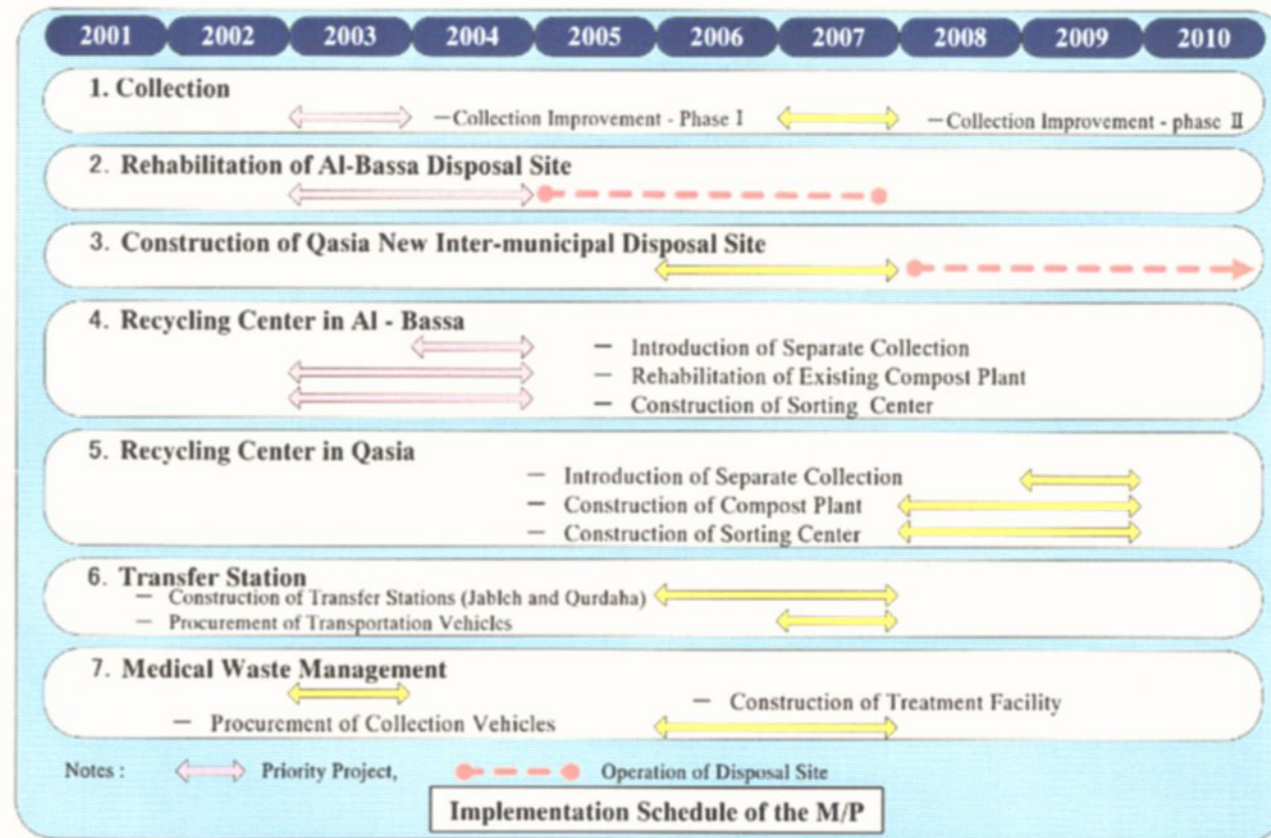 2001 2002 2003 2004 2005 2006 2007 2008 2009 2010
1. Collection
—Collection Improvement - Phase I —Collection Improvement - phase II
2. Rehabilitation of Al-Bassa Disposal Site
3. Construction of Qasia New Inter-municipal Disposal Site
4. Recycling Center in Al - Bassa
— Introduction of Separate Collection
— Rehabilitation of Existing Compost Plant
— Construction of Sorting Center
5. Recycling Center in Qasia
— Introduction of Separate Collection
— Construction of Compost Plant
— Construction of Sorting Center
6. Transfer Station
— Construction of Transfer Stations (Jableh and Qurdaha)
— Procurement of Transportation Vehicles
7. Medical Waste Management
— Construction of Treatment Facility
— Procurement of Collection Vehicles
Notes : Priority Project, Operation of Disposal Site
Implementation Schedule of the M/P